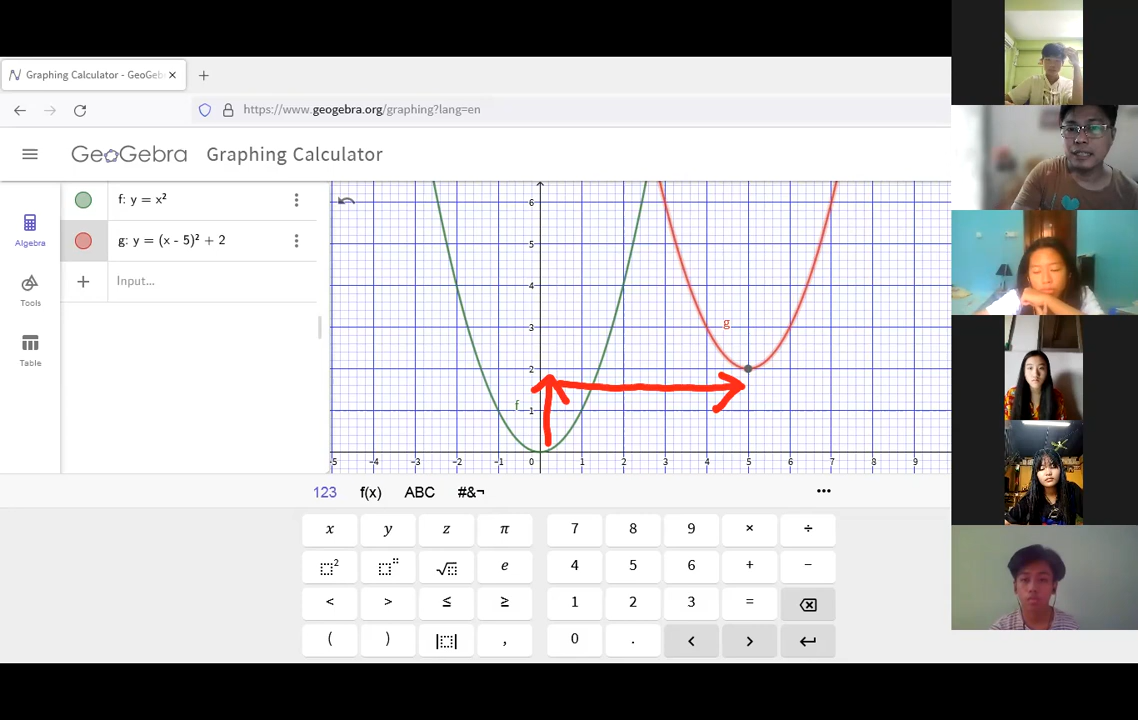 Graphing Calculator - GeoGeb
https://www.geogebra.org/graphing?lang=en
GeoGebra Graphing Calculator
f: y = x²
g: y = (x - 5)² + 2
Input...
Algebra
Tools
Table
6
5
4
3
2
1
g
f
-5 -4 -3 -2 -1 0 1 2 3 4 5 6 7 8 9
123 f(x) ABC #&¬
x y z π 7 8 9 × ÷
e 4 5 6 + −
< > ≤ ≥ 1 2 3 =
( ) , 0 . < >